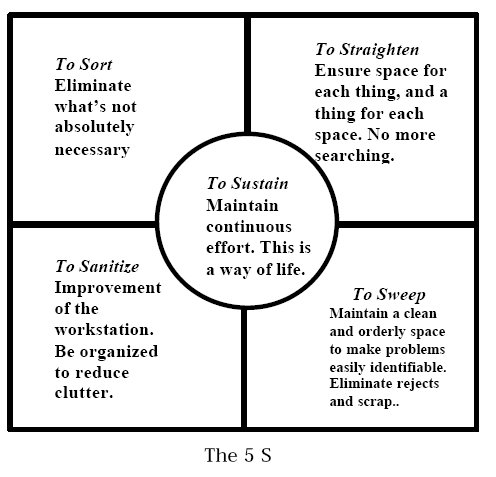 To Sort
Eliminate
what's not
absolutely
necessary
To Straighten
Ensure space for
each thing, and a
thing for each
space. No more
searching.
To Sustain
Maintain
continuous
effort. This is
a way of life.
To Sanitize
Improvement
of the
workstation.
Be organized
to reduce
clutter.
To Sweep
Maintain a clean
and orderly space
to make problems
easily identifiable.
Eliminate rejects
and scrap..
The 5 S